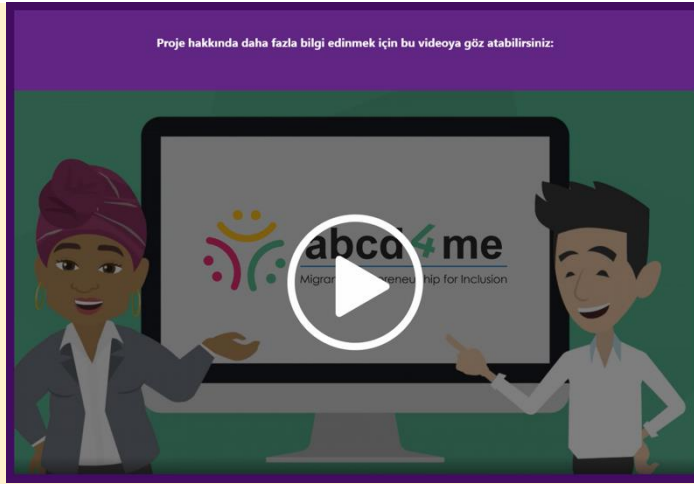 Proje hakkında daha fazla bilgi edinmek için bu videoya göz atabilirsiniz:
abcd4me
for Inclusion